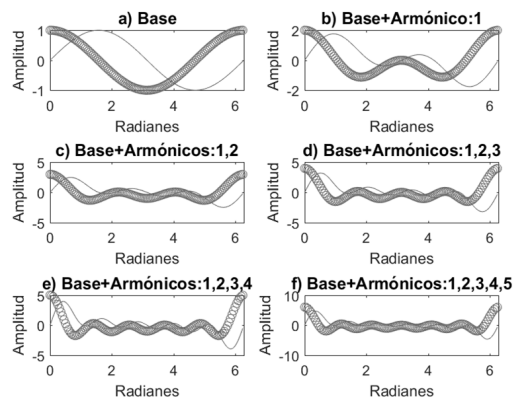 a) Base
Amplitud
1
0
-1
0 2 4 6
Radianes
b) Base+Armónico:1
Amplitud
2
0
-2
0 2 4 6
Radianes
c) Base+Armónicos:1,2
Amplitud
5
0
-5
0 2 4 6
Radianes
d) Base+Armónicos:1,2,3
Amplitud
5
0
-5
0 2 4 6
Radianes
e) Base+Armónicos:1,2,3,4
Amplitud
5
0
-5
0 2 4 6
Radianes
f) Base+Armónicos:1,2,3,4,5
Amplitud
10
0
-10
0 2 4 6
Radianes